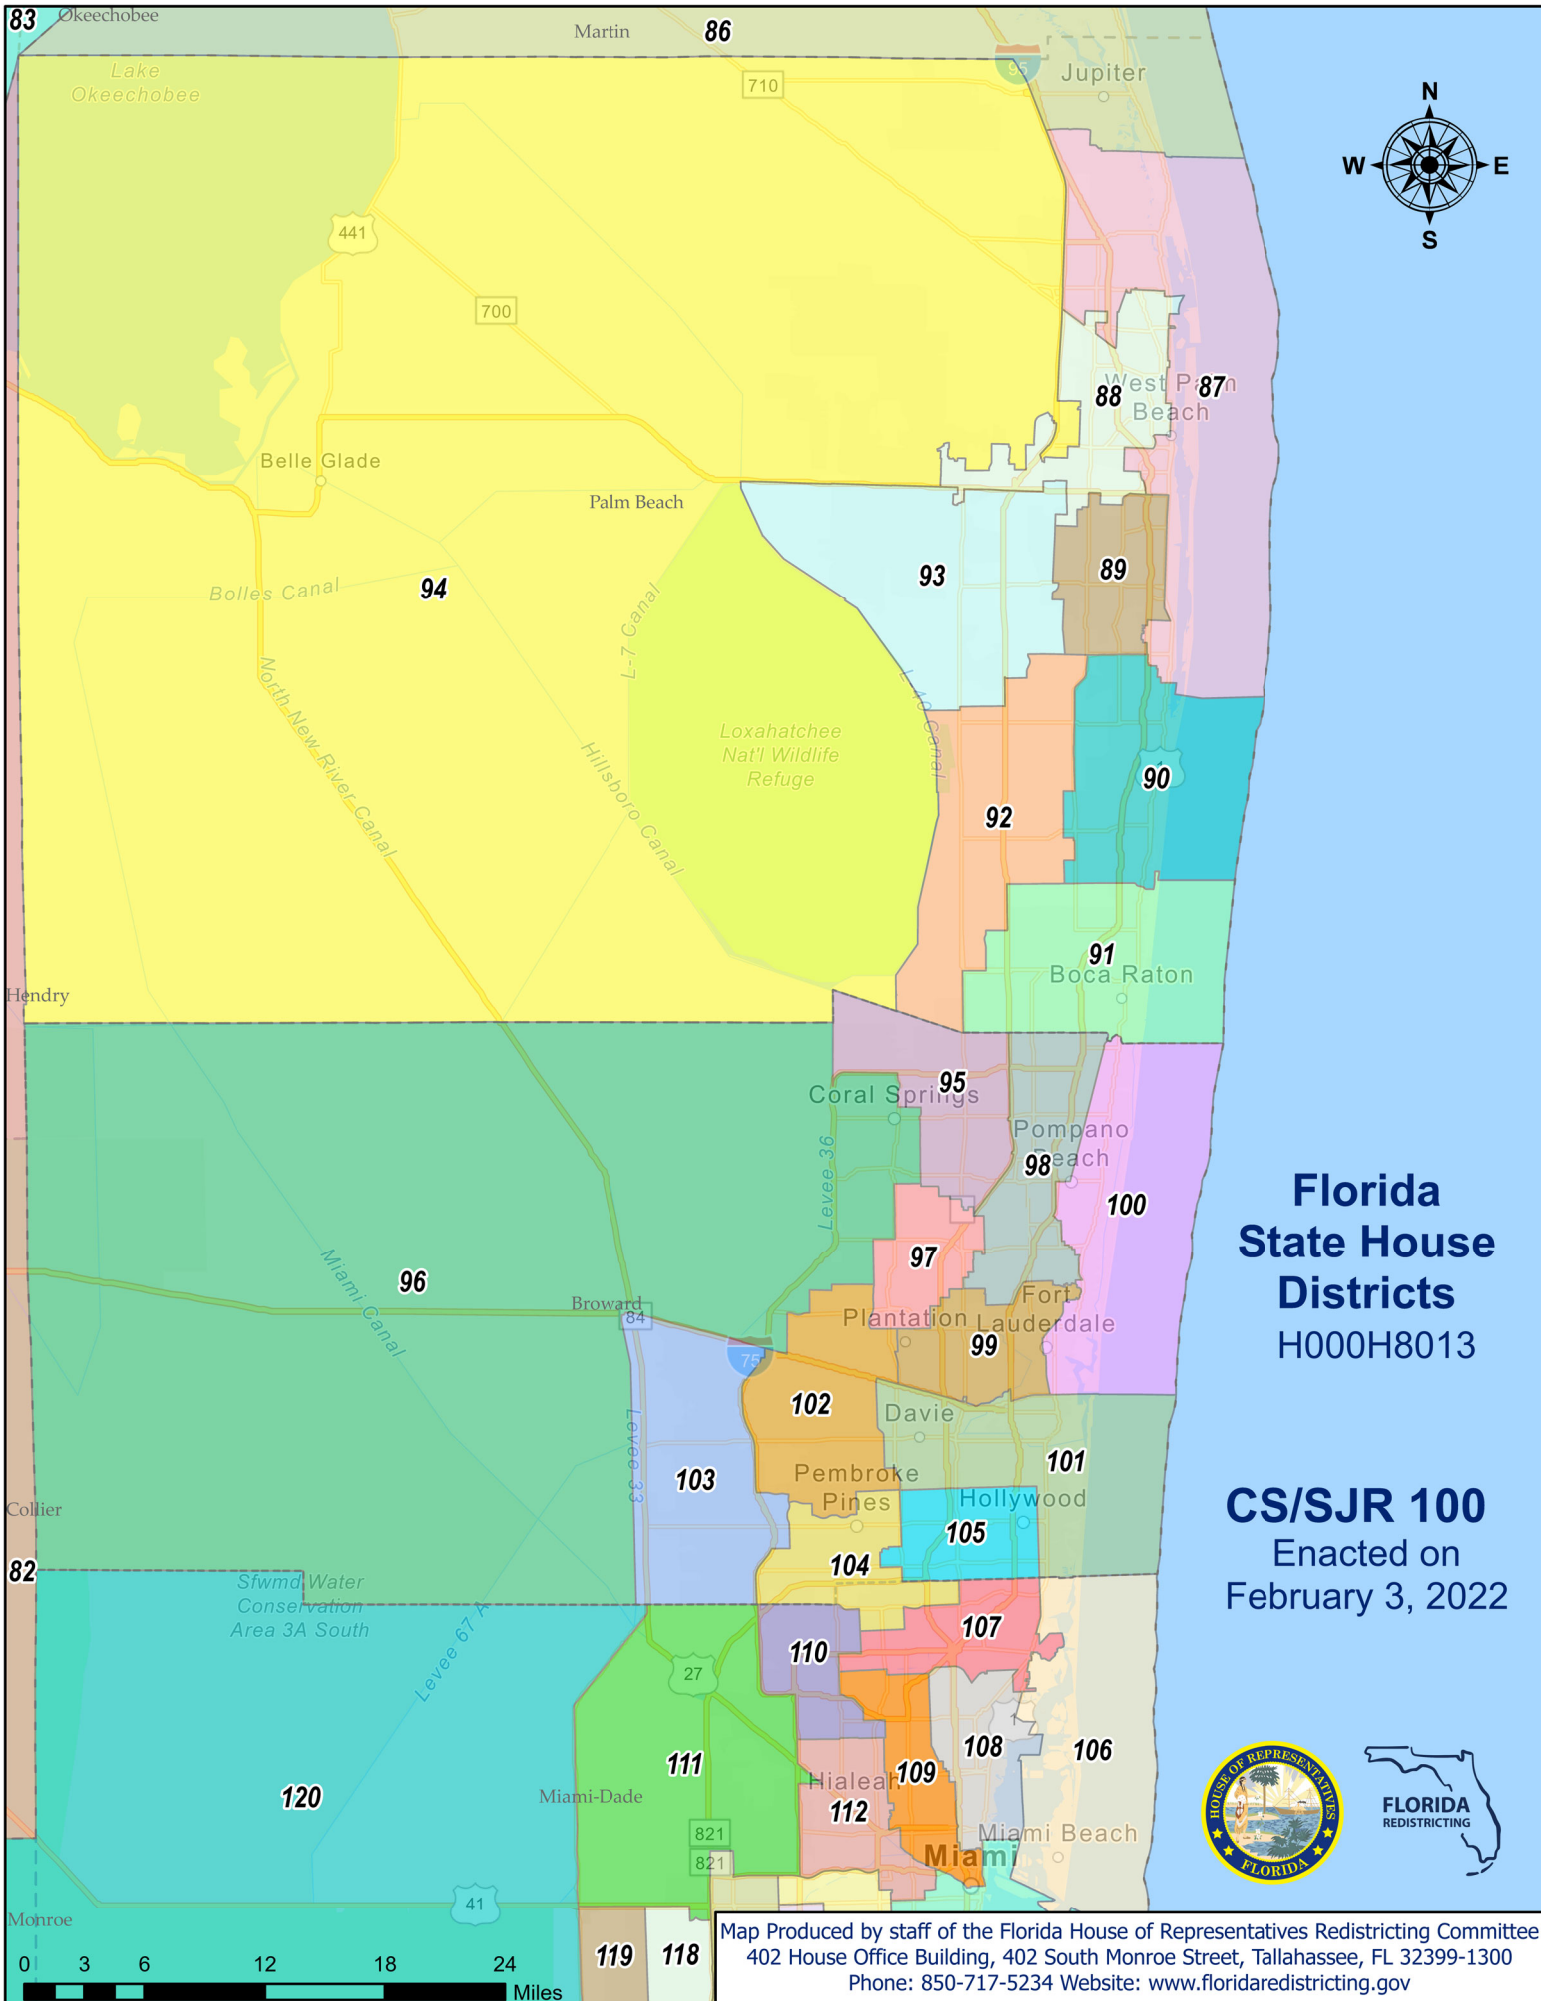 83
Okeechobee
Martin
86
Lake
Okeechobee
710
95
Jupiter
N
W
E
S
441
700
88
West Palm
Beach
87
Belle Glade
Palm Beach
94
Bolles Canal
L-7 Canal
93
89
North New River Canal
Hillsboro Canal
Loxahatchee
Nat'l Wildlife
Refuge
L-40 Canal
1
90
92
91
Boca Raton
Hendry
95
Coral Springs
Levee 36
Pompano
Beach
98
100
97
96
Miami Canal
Broward
84
Plantation
Fort
Lauderdale
99
75
102
Davie
101
Levee 33
103
Pembroke
Pines
Hollywood
105
104
Collier
82
Sfwmd Water
Conservation
Area 3A South
Levee 67 A
110
107
27
111
1
108
106
109
Hialeah
112
120
Miami-Dade
821
821
Miami Beach
Miami
41
Monroe
119
118
0 3 6 12 18 24
Miles
Florida
State House
Districts
H000H8013
CS/SJR 100
Enacted on
February 3, 2022
HOUSE OF REPRESENTATIVES
FLORIDA
FLORIDA
REDISTRICTING
Map Produced by staff of the Florida House of Representatives Redistricting Committee
402 House Office Building, 402 South Monroe Street, Tallahassee, FL 32399-1300
Phone: 850-717-5234 Website: www.floridaredistricting.gov